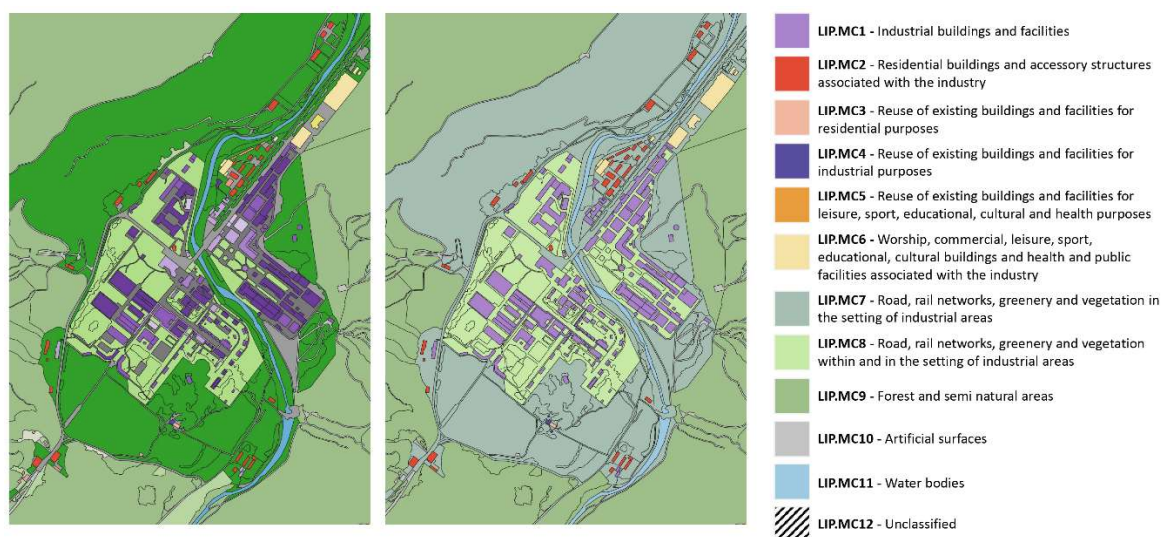 LIP.MC1 - Industrial buildings and facilities
LIP.MC2 - Residential buildings and accessory structures
associated with the industry
LIP.MC3 - Reuse of existing buildings and facilities for
residential purposes
LIP.MC4 - Reuse of existing buildings and facilities for
industrial purposes
LIP.MC5 - Reuse of existing buildings and facilities for
leisure, sport, educational, cultural and health purposes
LIP.MC6 - Worship, commercial, leisure, sport,
educational, cultural buildings and health and public
facilities associated with the industry
LIP.MC7 - Road, rail networks, greenery and vegetation in
the setting of industrial areas
LIP.MC8 - Road, rail networks, greenery and vegetation
within and in the setting of industrial areas
LIP.MC9 - Forest and semi natural areas
LIP.MC10 - Artificial surfaces
LIP.MC11 - Water bodies
LIP.MC12 - Unclassified